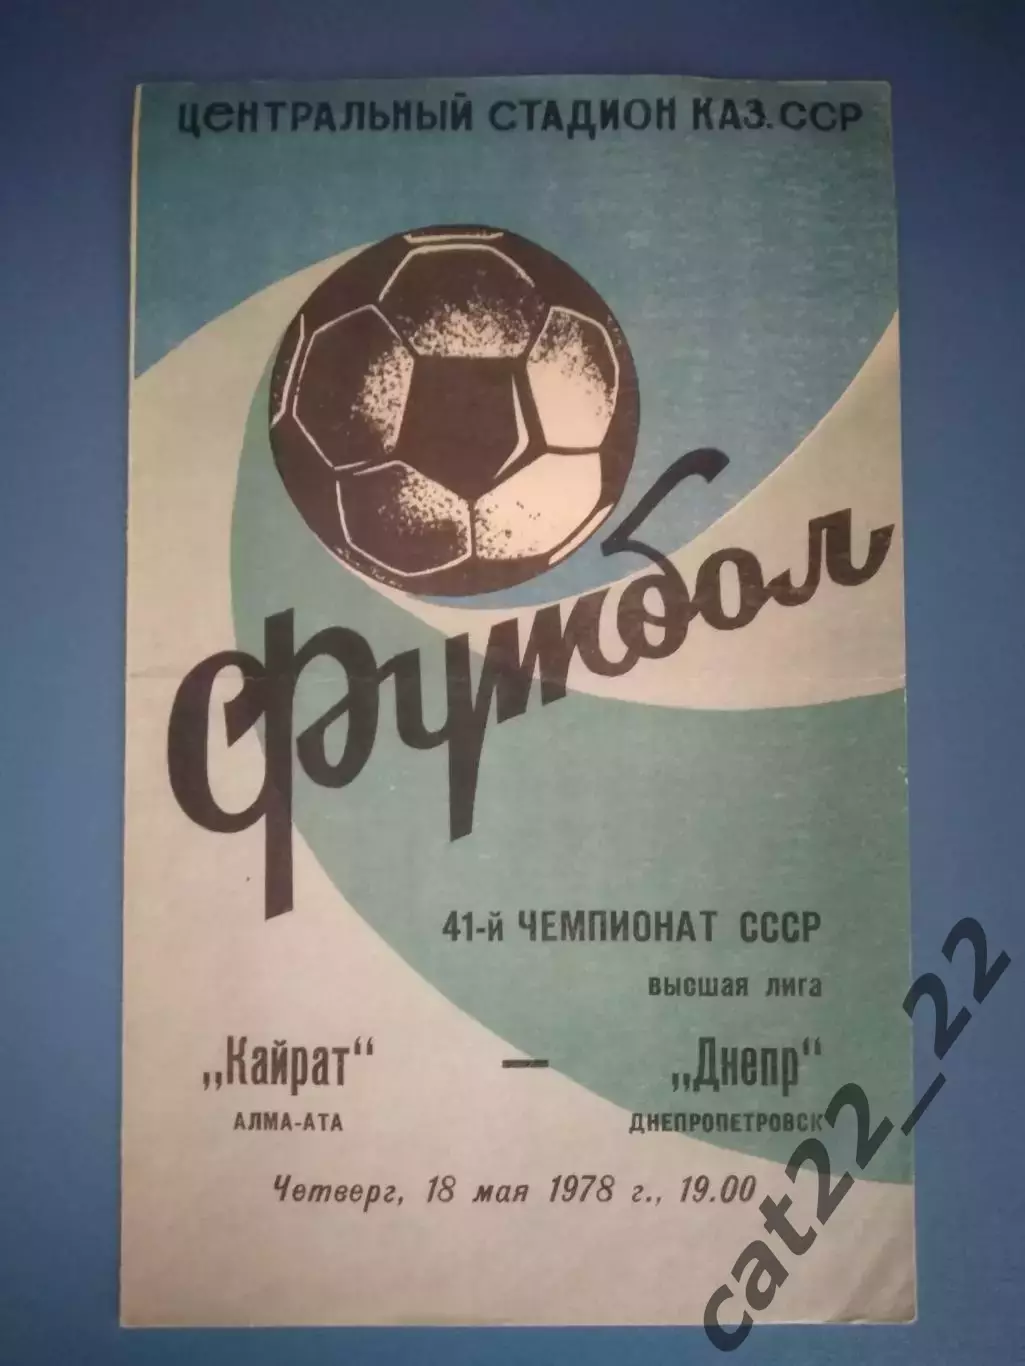 ЦЕНТРАЛЬНЫЙ СТАДИОН КАЗ. ССР
Футбол
41-й ЧЕМПИОНАТ СССР
ВЫСШАЯ ЛИГА
„Кайрат“ — „Днепр“
АЛМА-АТА ДНЕПРОПЕТРОВСК
Четверг, 18 мая 1978 г., 19.00
cat22_22